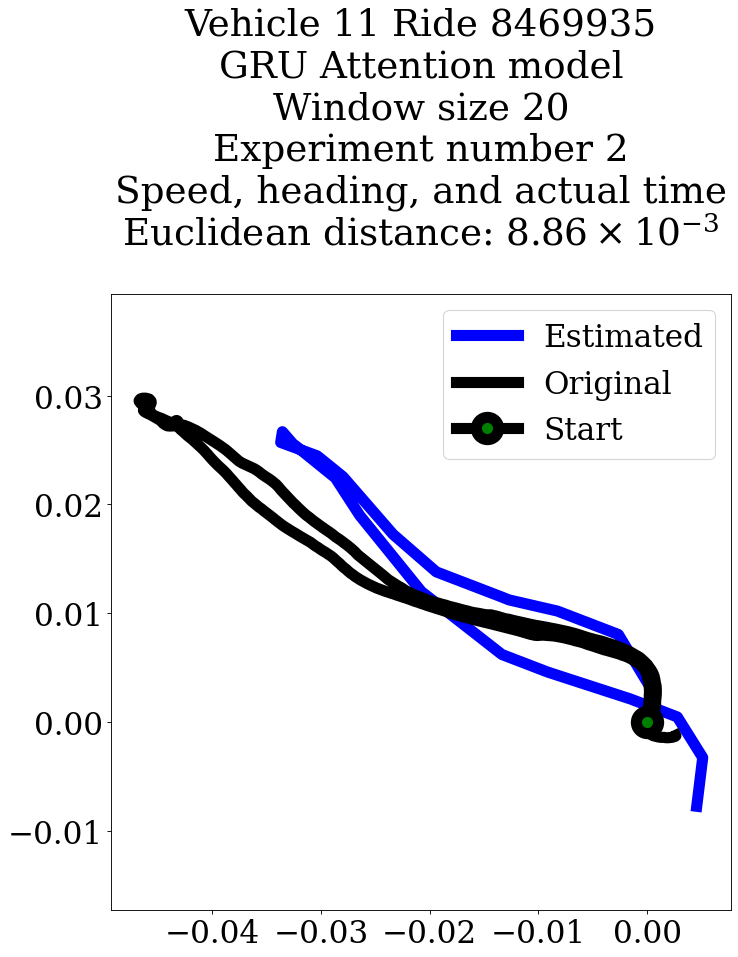 Vehicle 11 Ride 8469935
GRU Attention model
Window size 20
Experiment number 2
Speed, heading, and actual time
Euclidean distance: 8.86 × 10⁻³
Estimated
Original
Start
0.03
0.02
0.01
0.00
−0.01
−0.04 −0.03 −0.02 −0.01 0.00